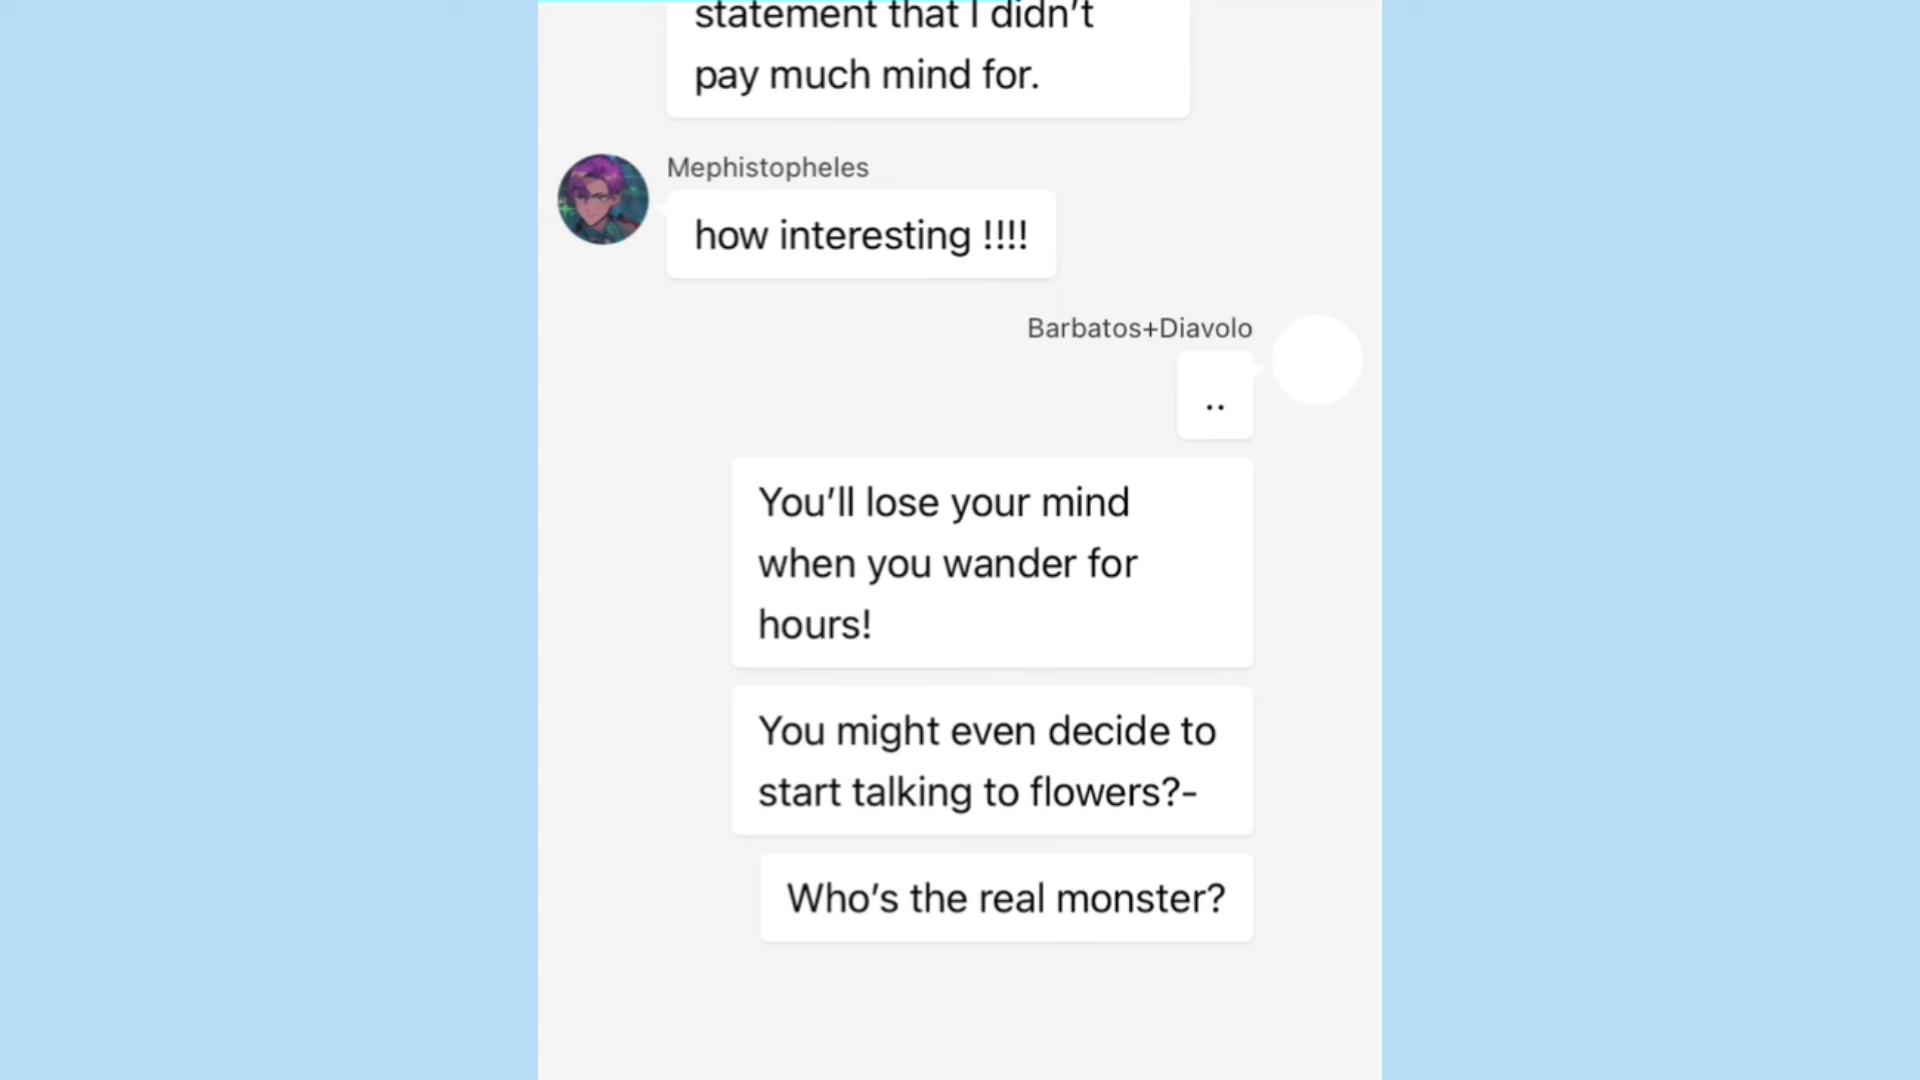 statement that I didn’t
pay much mind for.
Mephistopheles
how interesting !!!!
Barbatos+Diavolo
..
You’ll lose your mind
when you wander for
hours!
You might even decide to
start talking to flowers?-
Who’s the real monster?